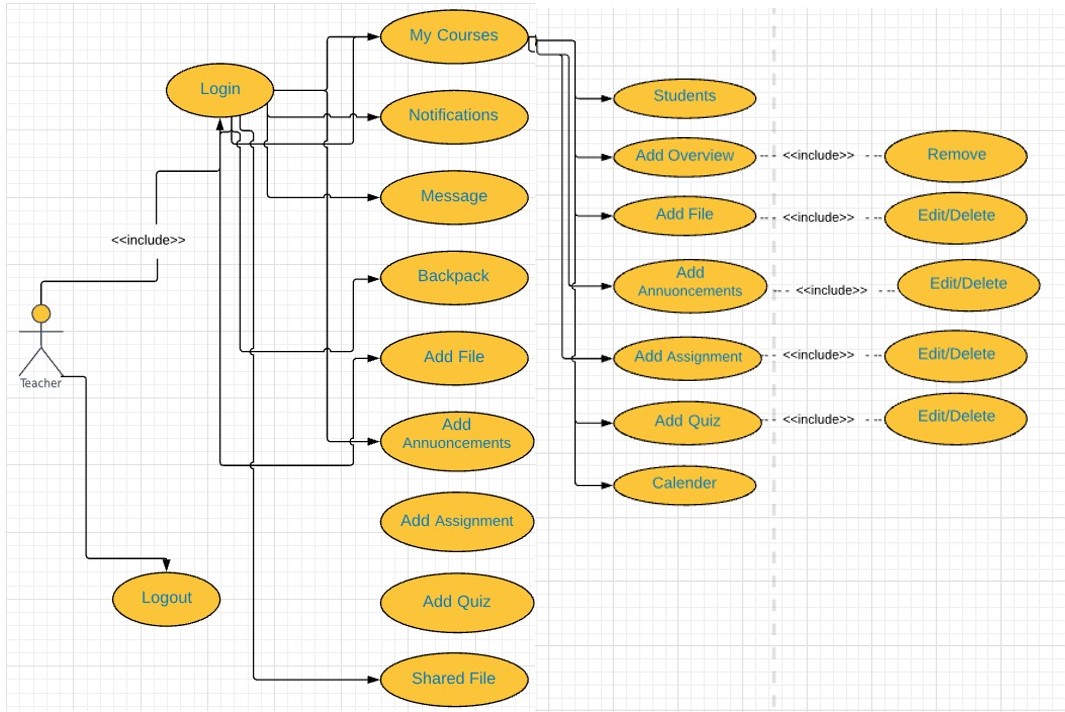 My Courses
Login
Students
Notifications
Add Overview
<<include>>
Remove
Message
Add File
<<include>>
Edit/Delete
<<include>>
Backpack
Add
Annuoncements
<<include>>
Edit/Delete
Teacher
Add File
Add Assignment
<<include>>
Edit/Delete
Add
Annuoncements
Add Quiz
<<include>>
Edit/Delete
Calender
Add Assignment
Logout
Add Quiz
Shared File